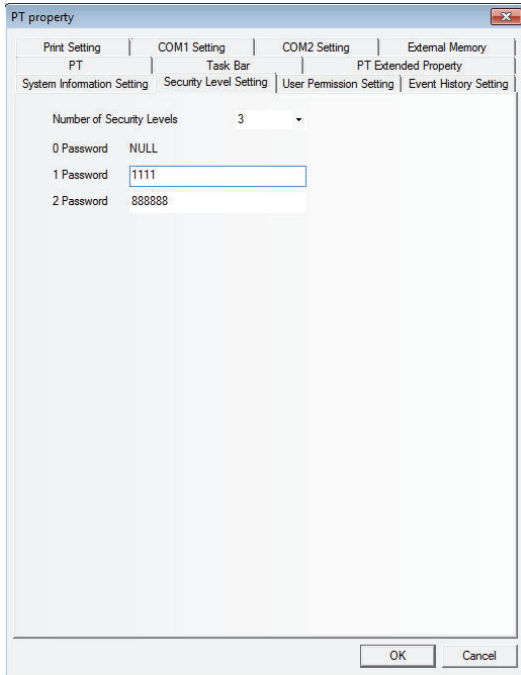 PT property
Print Setting COM1 Setting COM2 Setting External Memory
PT Task Bar PT Extended Property
System Information Setting Security Level Setting User Permission Setting Event History Setting
Number of Security Levels 3
0 Password NULL
1 Password 1111
2 Password 888888
OK Cancel